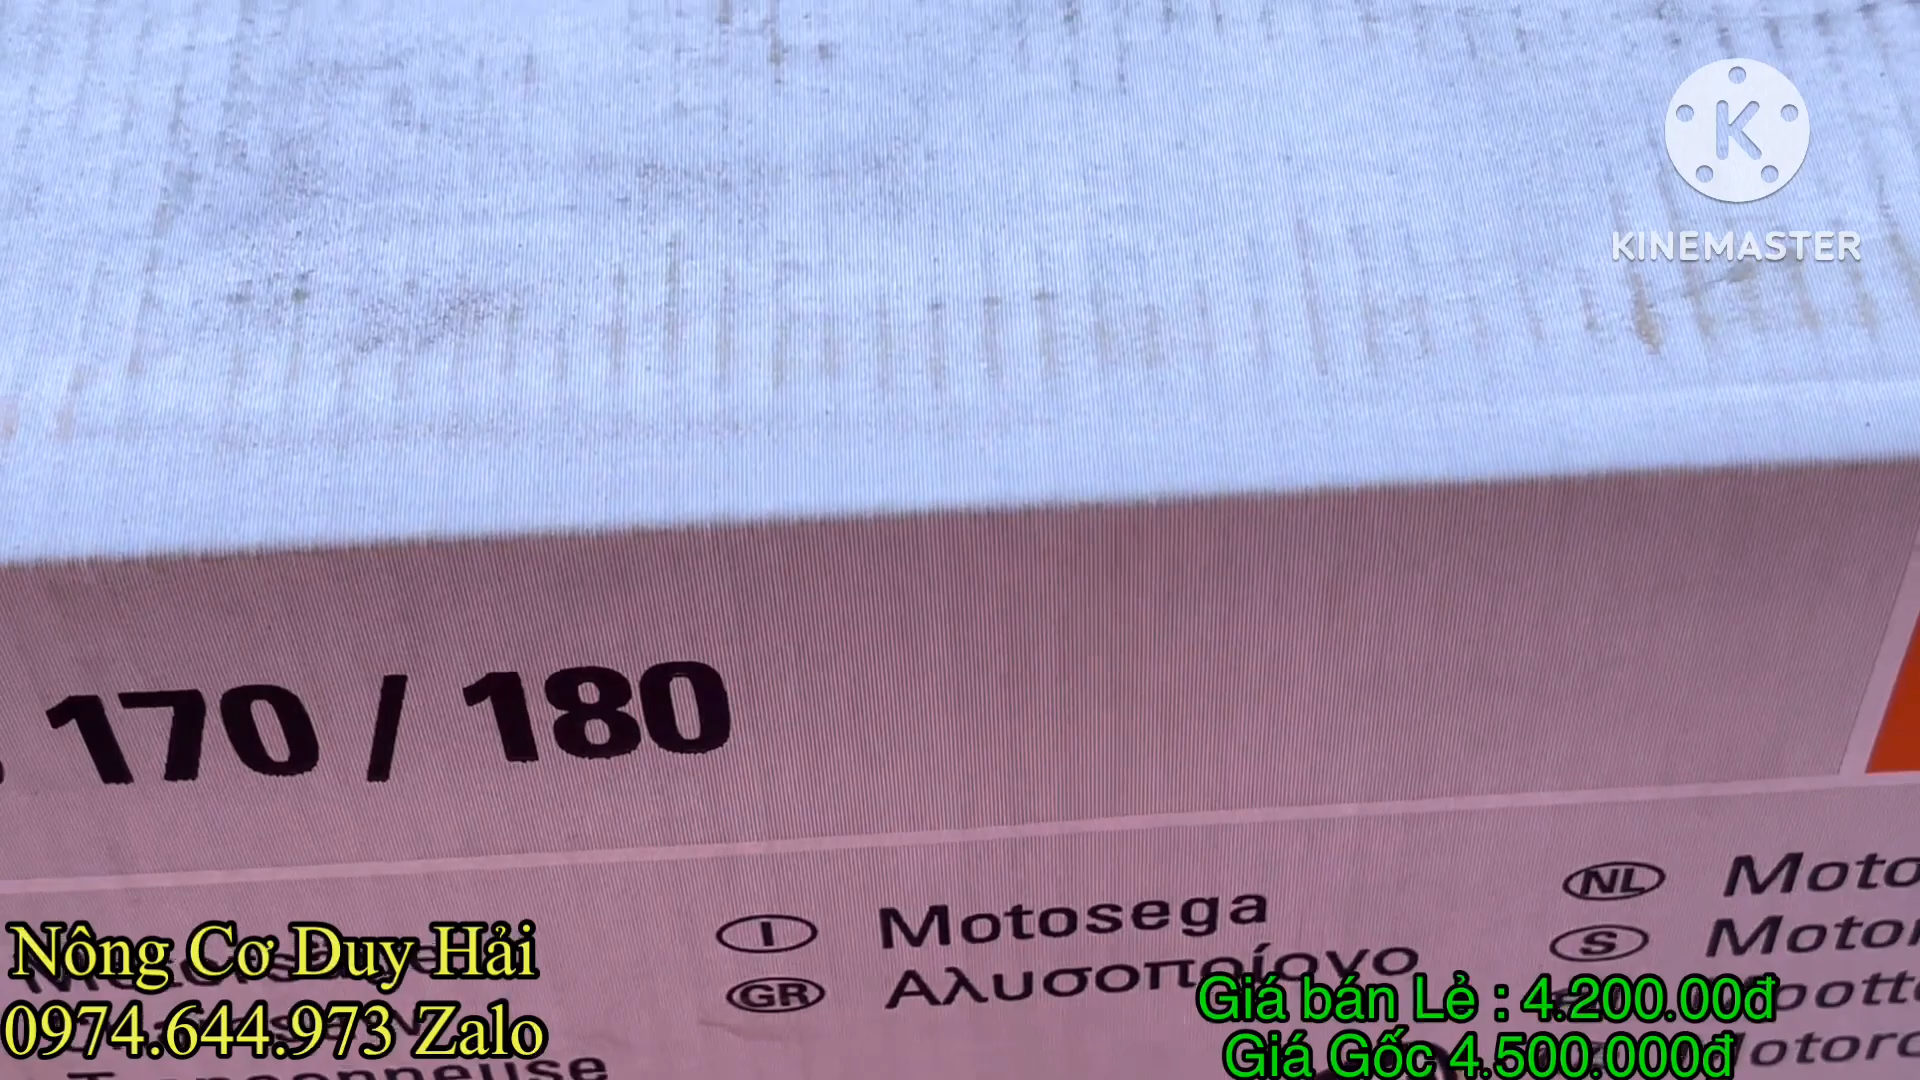 K
KINEMASTER
170 / 180
I Motosega
GR Αλυσοπρίονο
NL Moto
S Motor
Nông Cơ Duy Hải
0974.644.973 Zalo
Giá bán Lẻ : 4.200.00đ
Giá Gốc 4.500.000đ